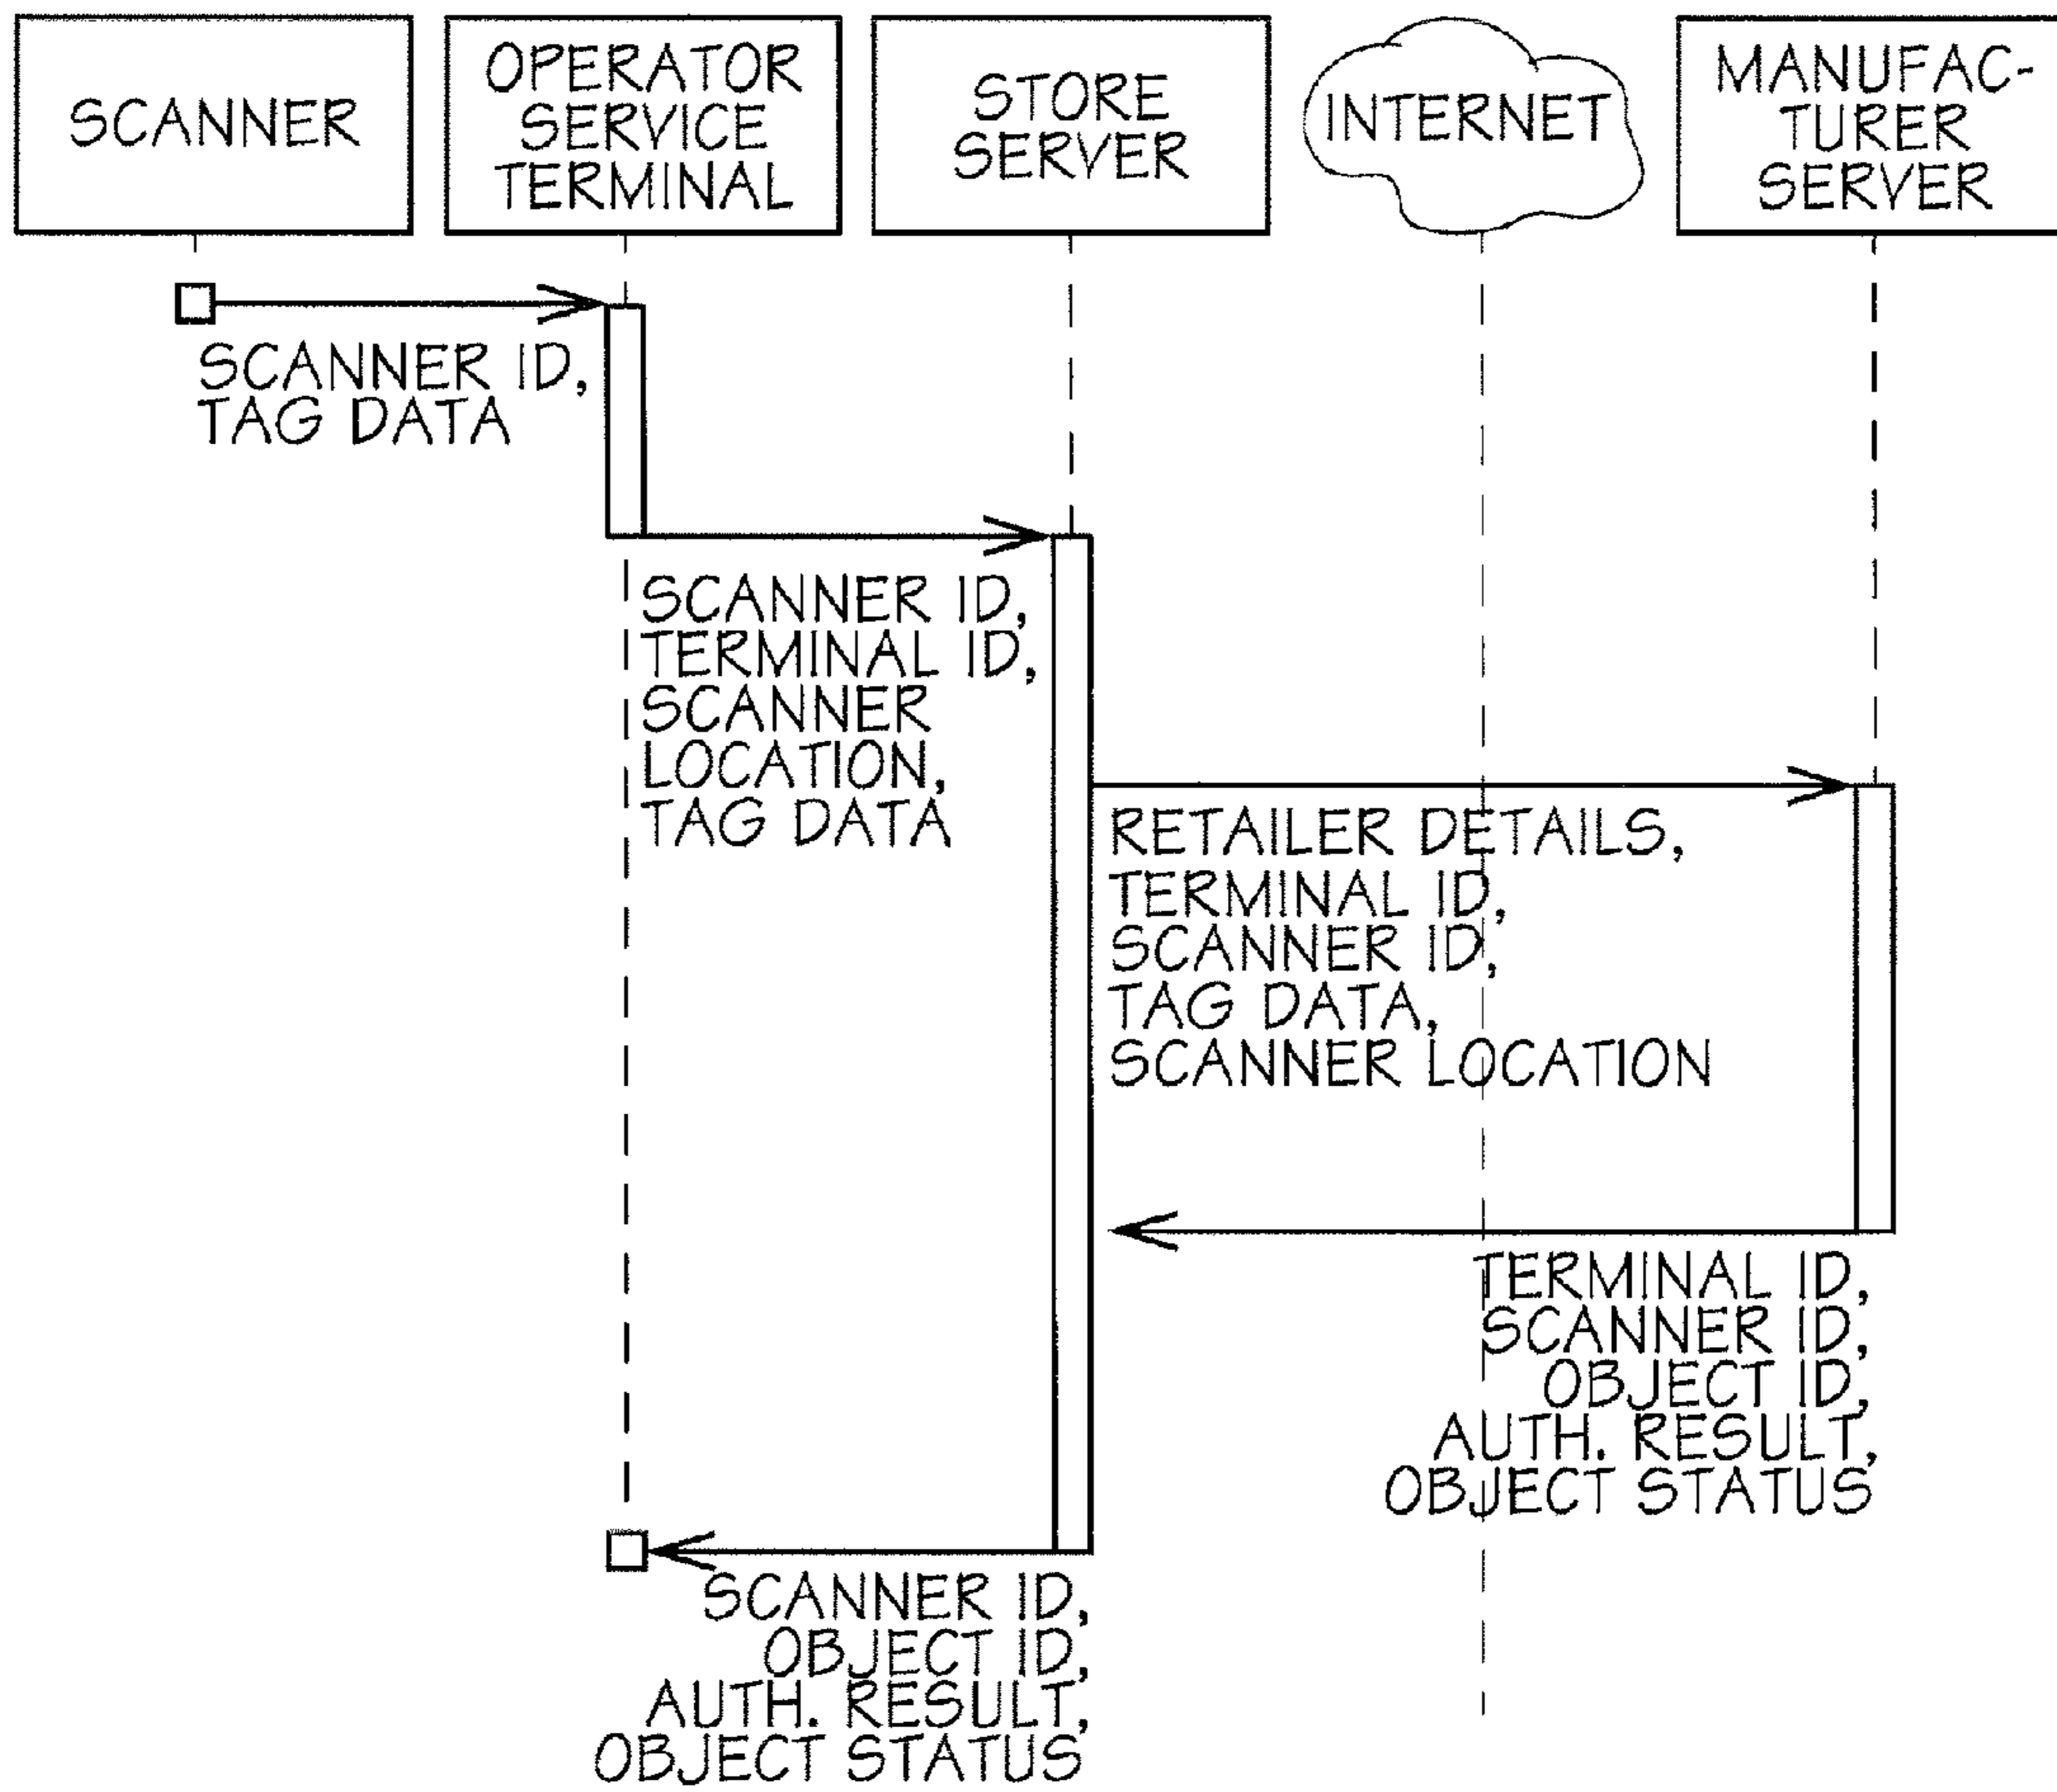 SCANNER
OPERATOR
SERVICE
TERMINAL
STORE
SERVER
INTERNET
MANUFAC-
TURER
SERVER
SCANNER ID,
TAG DATA
SCANNER ID,
TERMINAL ID,
SCANNER
LOCATION,
TAG DATA
RETAILER DETAILS,
TERMINAL ID,
SCANNER ID,
TAG DATA,
SCANNER LOCATION
TERMINAL ID,
SCANNER ID,
OBJECT ID,
AUTH. RESULT,
OBJECT STATUS
SCANNER ID,
OBJECT ID,
AUTH. RESULT,
OBJECT STATUS